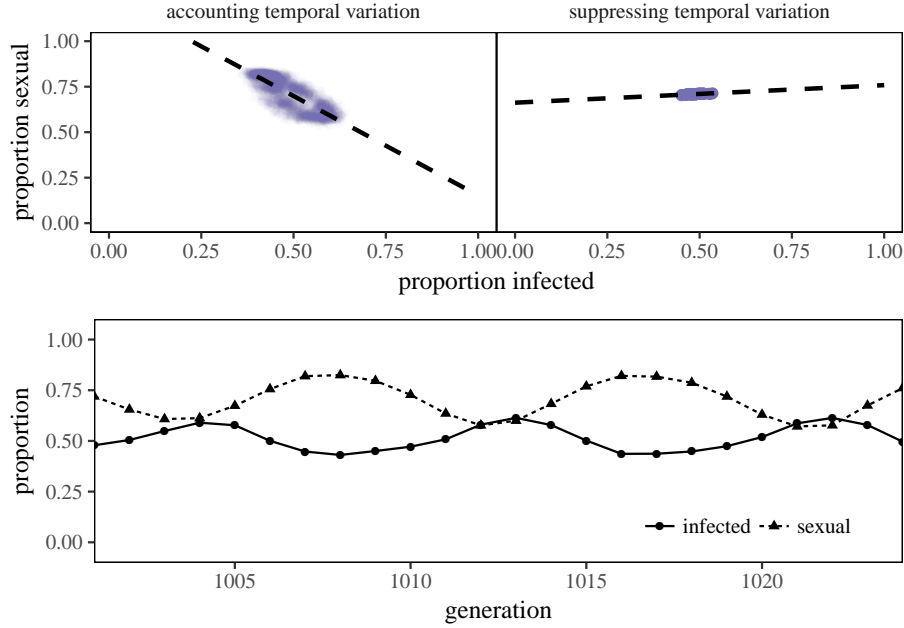 accounting temporal variation
suppressing temporal variation
proportion sexual
1.00
0.75
0.50
0.25
0.00
0.00 0.25 0.50 0.75 1.00
0.00 0.25 0.50 0.75 1.00
proportion infected
proportion
1.00
0.75
0.50
0.25
0.00
infected
sexual
1005 1010 1015 1020
generation